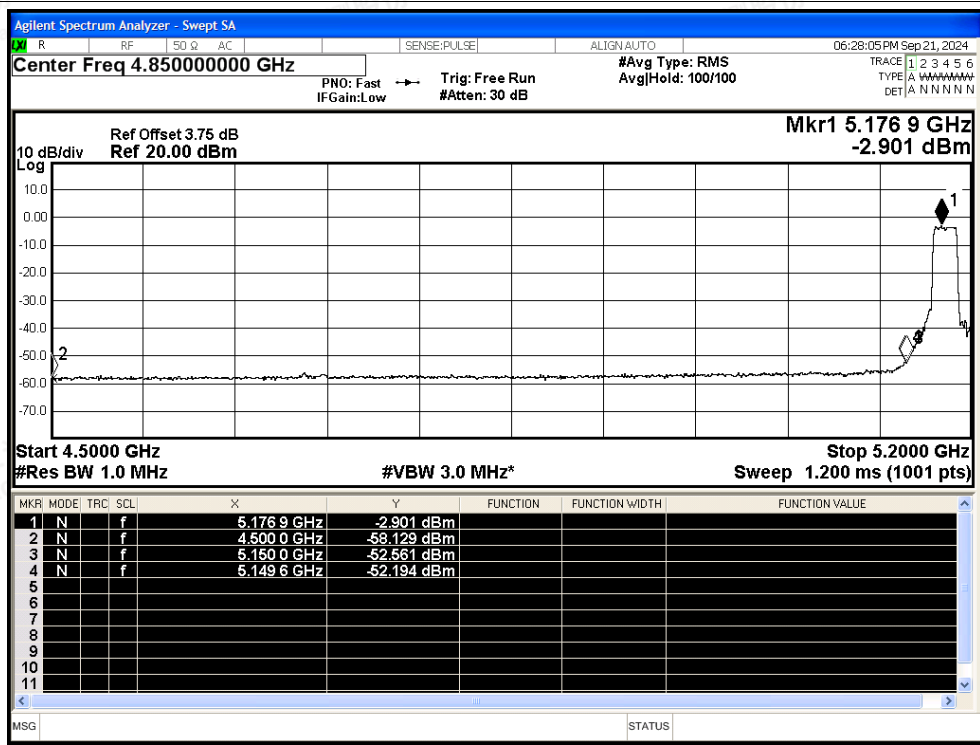 Agilent Spectrum Analyzer - Swept SA
LXI R RF 50 Ω AC SENSE:PULSE ALIGN AUTO 06:28:05 PM Sep 21, 2024
Center Freq 4.850000000 GHz
PNO: Fast
IFGain:Low
Trig: Free Run
#Atten: 30 dB
#Avg Type: RMS
Avg|Hold: 100/100
TRACE 1 2 3 4 5 6
TYPE A WWWWW
DET A N N N N N
Mkr1 5.176 9 GHz
-2.901 dBm
Ref Offset 3.75 dB
10 dB/div Ref 20.00 dBm
Log
10.0
0.00
-10.0
-20.0
-30.0
-40.0
-50.0
-60.0
-70.0
1
2
Start 4.5000 GHz Stop 5.2000 GHz
#Res BW 1.0 MHz #VBW 3.0 MHz* Sweep 1.200 ms (1001 pts)
MKR MODE TRC SCL X Y FUNCTION FUNCTION WIDTH FUNCTION VALUE
1 N f 5.176 9 GHz -2.901 dBm
2 N f 4.500 0 GHz -58.129 dBm
3 N f 5.150 0 GHz -52.561 dBm
4 N f 5.149 6 GHz -52.194 dBm
5
6
7
8
9
10
11
MSG STATUS